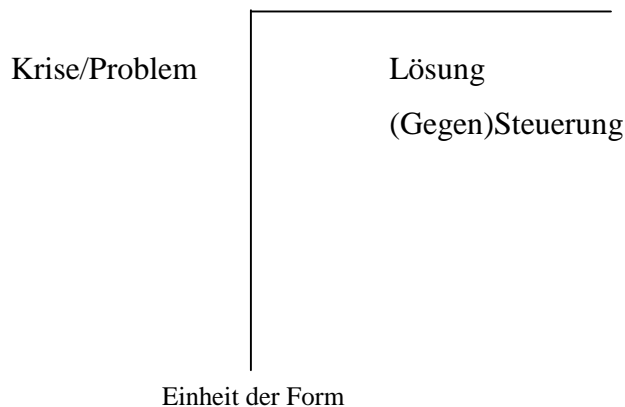 Krise/Problem Lösung
(Gegen)Steuerung
Einheit der Form